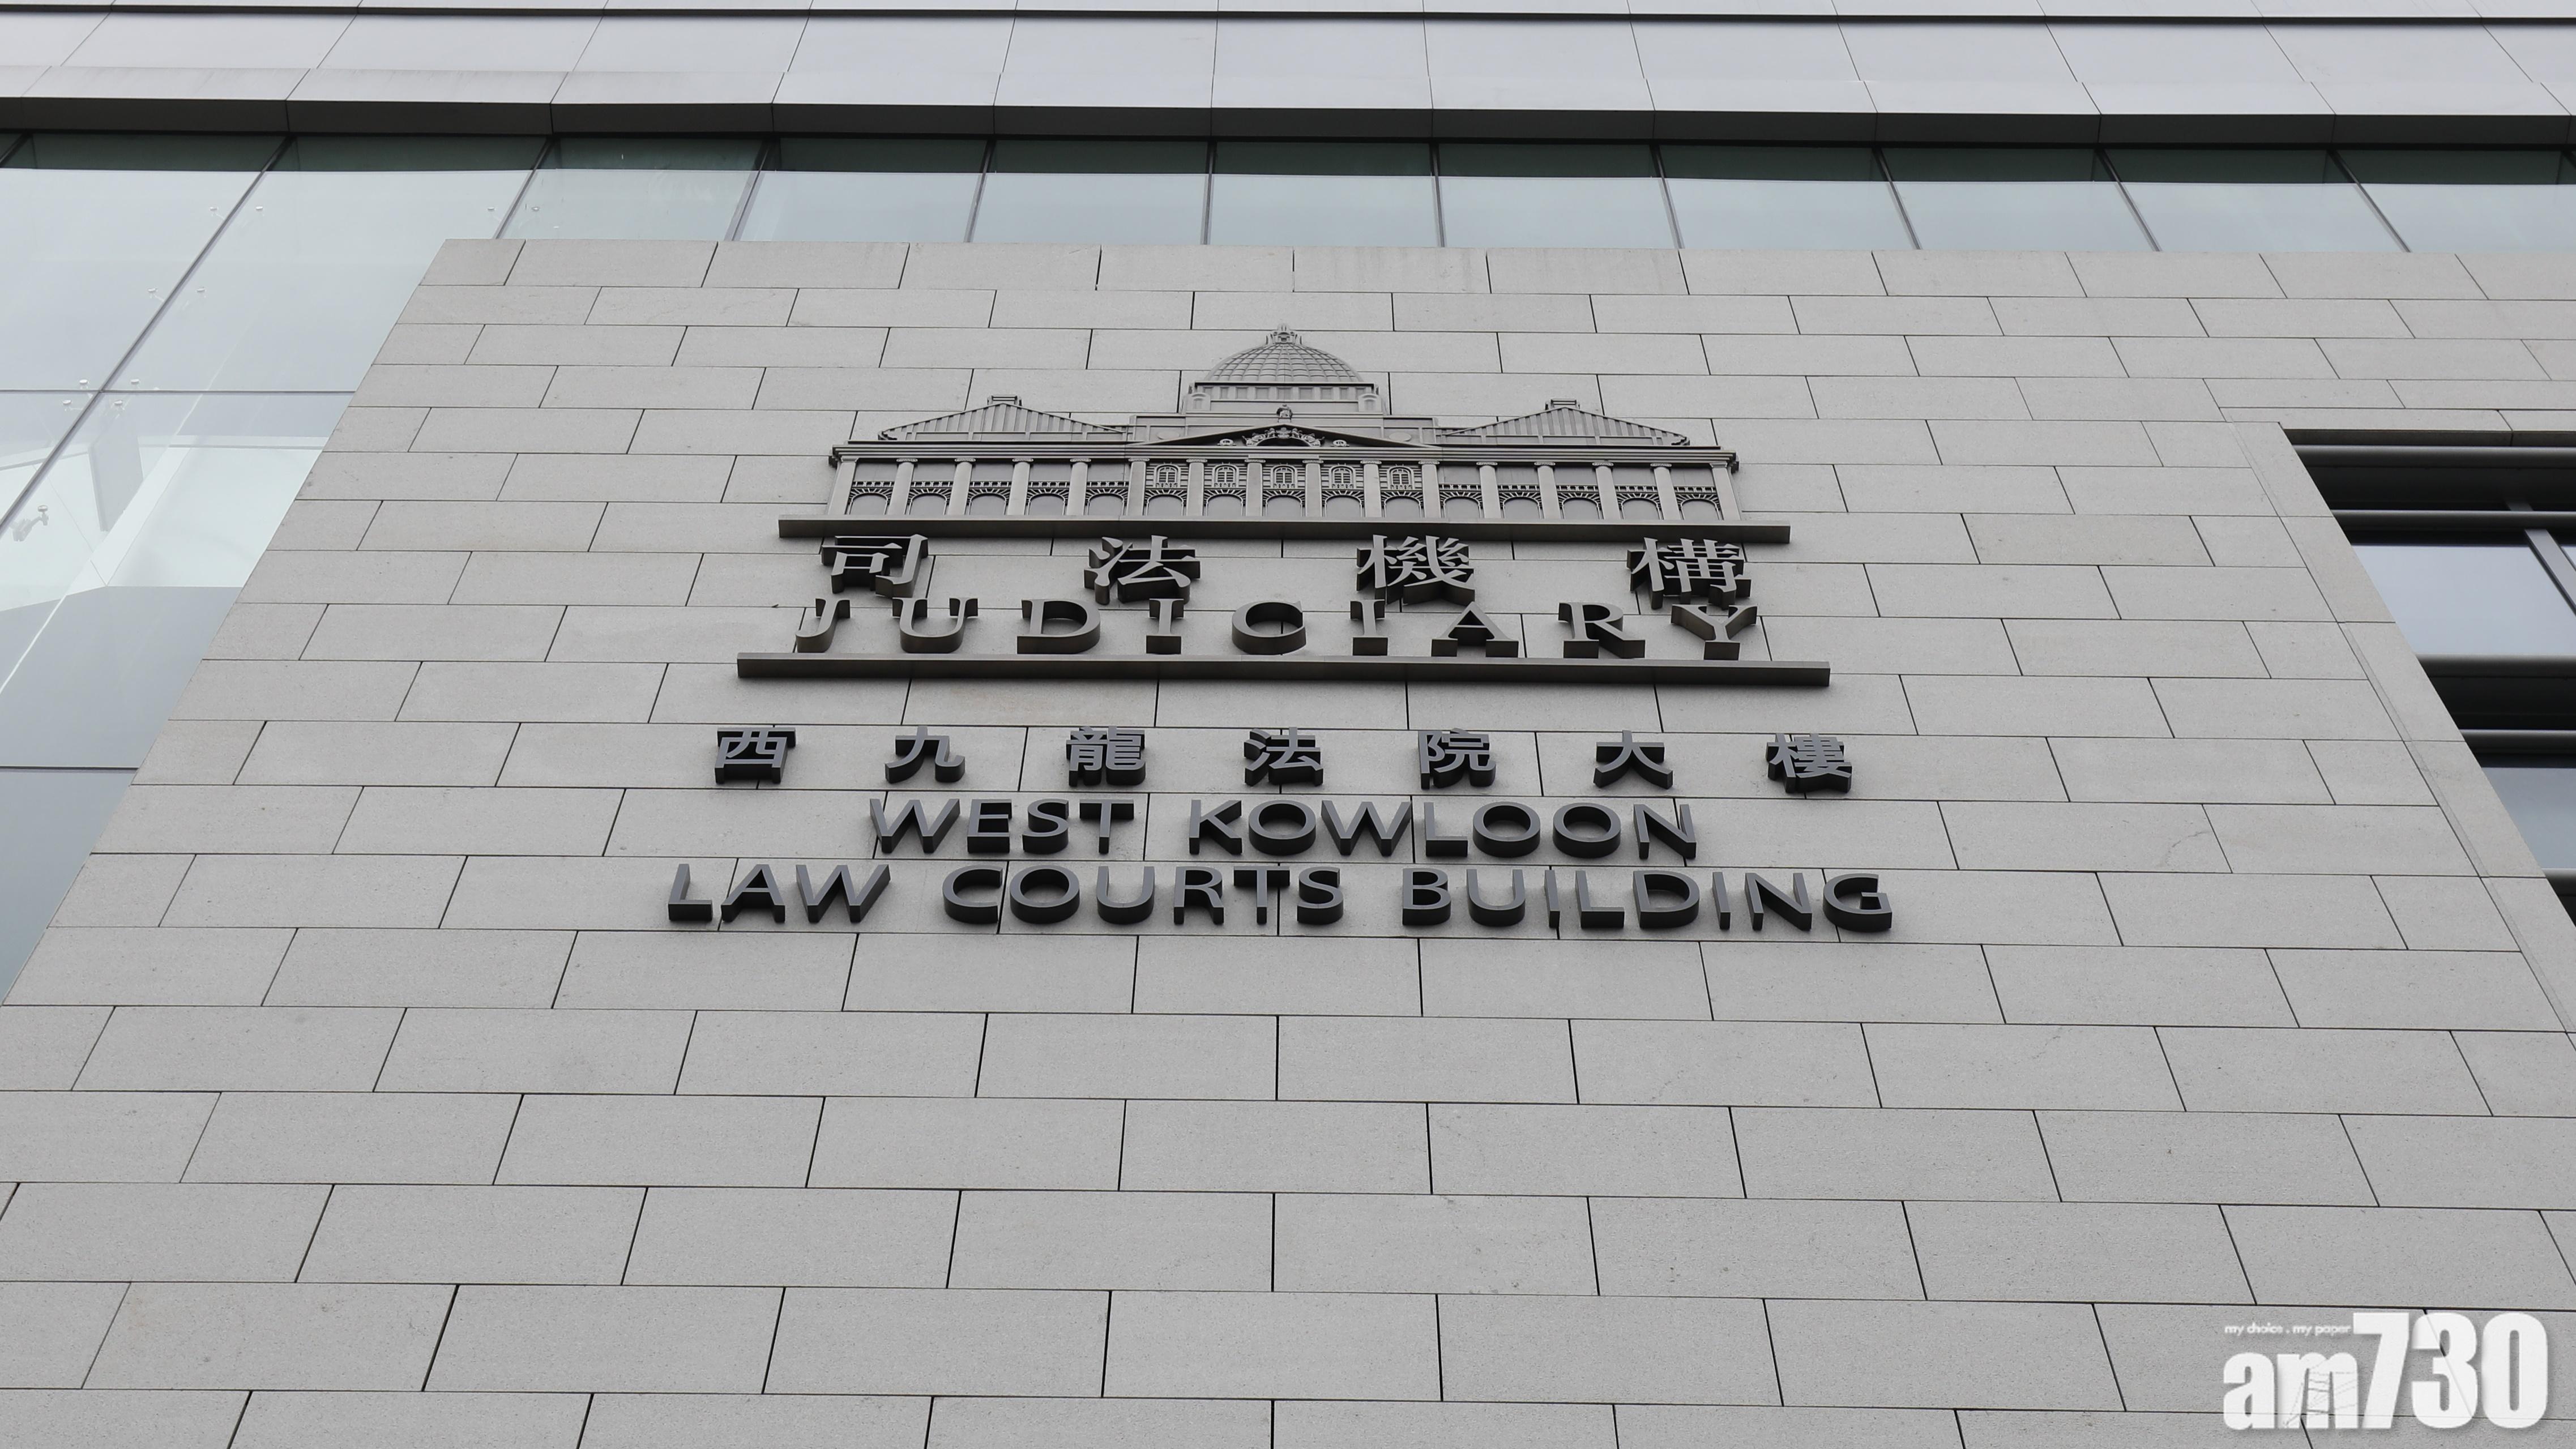 司法機構
JUDICIARY
西九龍法院大樓
WEST KOWLOON
LAW COURTS BUILDING
my choice . my paper
am730